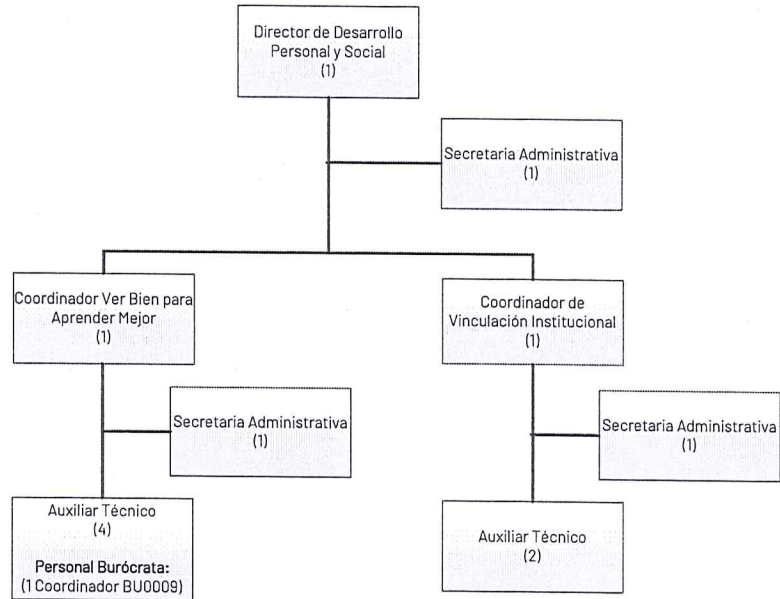 Director de Desarrollo
Personal y Social
(1)
Secretaria Administrativa
(1)
Coordinador Ver Bien para
Aprender Mejor
(1)
Coordinador de
Vinculación Institucional
(1)
Secretaria Administrativa
(1)
Secretaria Administrativa
(1)
Auxiliar Técnico
(4)
Personal Burócrata:
(1 Coordinador BU0009)
Auxiliar Técnico
(2)